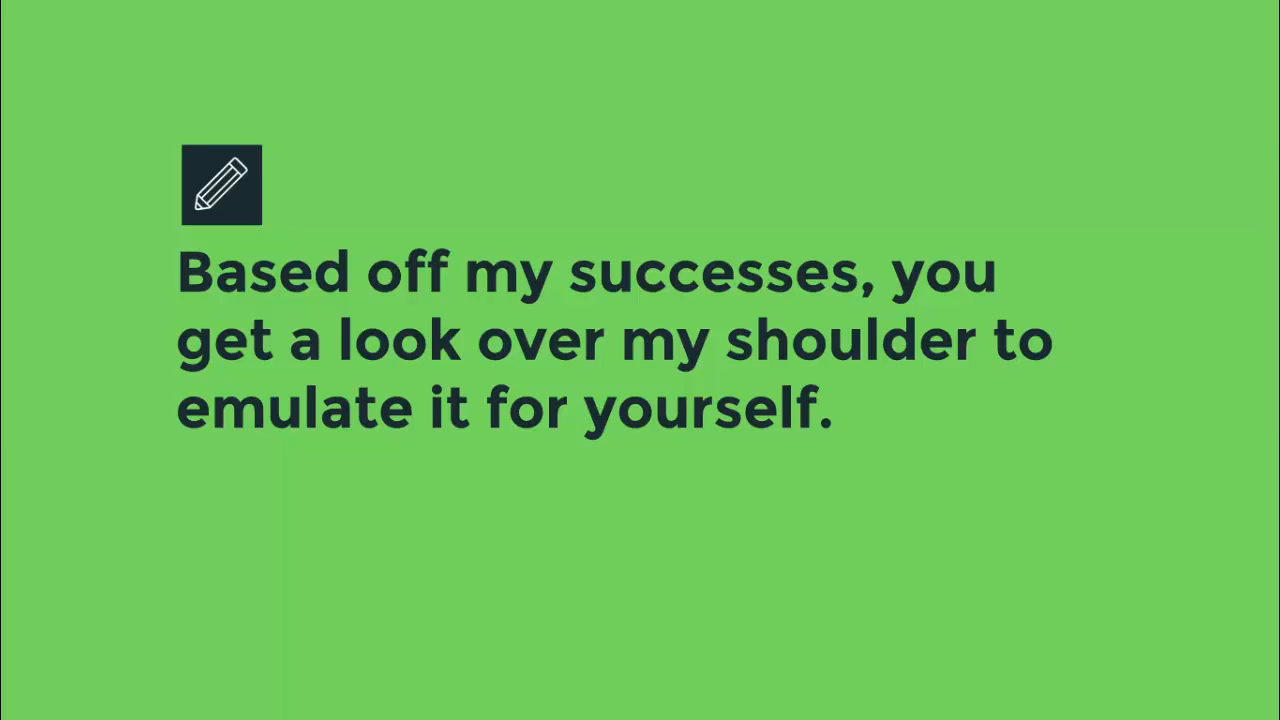 Based off my successes, you
get a look over my shoulder to
emulate it for yourself.